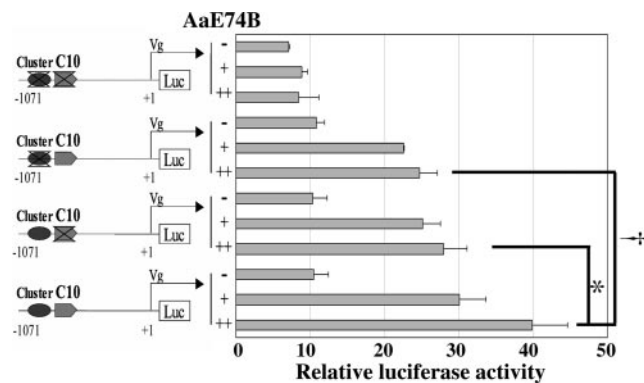 AaE74B
Cluster C10
Vg
Luc
-1071
+1
-
+
++
Cluster C10
Vg
Luc
-1071
+1
-
+
++
Cluster C10
Vg
Luc
-1071
+1
-
+
++
Cluster C10
Vg
Luc
-1071
+1
-
+
++
*
0 10 20 30 40 50
Relative luciferase activity